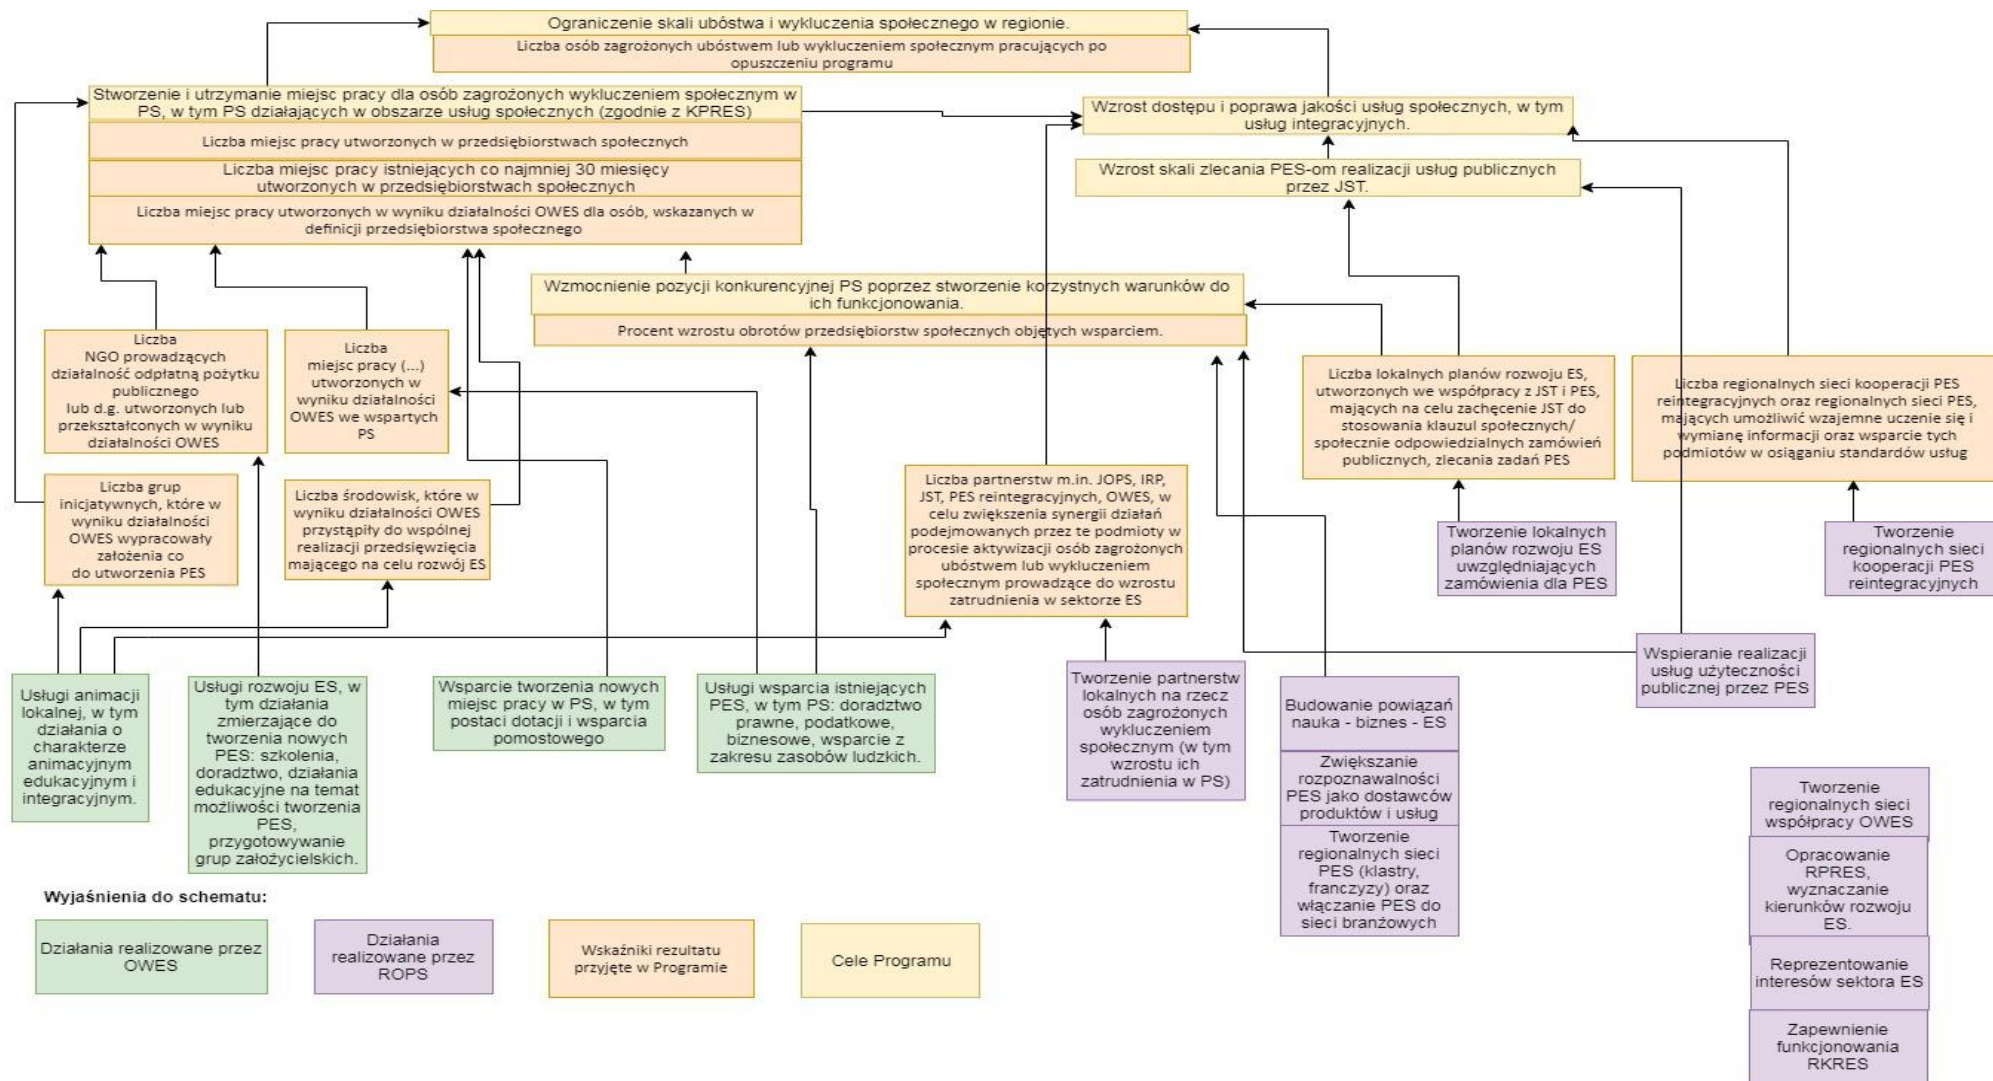 Ograniczenie skali ubóstwa i wykluczenia społecznego w regionie.
Liczba osób zagrożonych ubóstwem lub wykluczeniem społecznym pracujących po
opuszczeniu programu
Stworzenie i utrzymanie miejsc pracy dla osób zagrożonych wykluczeniem społecznym w
PS, w tym PS działających w obszarze usług społecznych (zgodnie z KPRES)
Liczba miejsc pracy utworzonych w przedsiębiorstwach społecznych
Liczba miejsc pracy istniejących co najmniej 30 miesięcy
utworzonych w przedsiębiorstwach społecznych
Liczba miejsc pracy utworzonych w wyniku działalności OWES dla osób, wskazanych w
definicji przedsiębiorstwa społecznego
Wzrost dostępu i poprawa jakości usług społecznych, w tym
usług integracyjnych.
Wzrost skali zlecania PES-om realizacji usług publicznych
przez JST.
Wzmocnienie pozycji konkurencyjnej PS poprzez stworzenie korzystnych warunków do
ich funkcjonowania.
Procent wzrostu obrotów przedsiębiorstw społecznych objętych wsparciem.
Liczba
NGO prowadzących
działalność odpłatną pożytku
publicznego
lub d.g. utworzonych lub
przekształconych w wyniku
działalności OWES
Liczba
miejsc pracy (...)
utworzonych w
wyniku działalności
OWES we wspartych
PS
Liczba lokalnych planów rozwoju ES,
utworzonych we współpracy z JST i PES,
mających na celu zachęcenie JST do
stosowania klauzul społecznych/
społecznie odpowiedzialnych zamówień
publicznych, zlecania zadań PES
Liczba regionalnych sieci kooperacji PES
reintegracyjnych oraz regionalnych sieci PES,
mających umożliwić wzajemne uczenie się i
wymianę informacji oraz wsparcie tych
podmiotów w osiąganiu standardów usług
Liczba grup
inicjatywnych, które w
wyniku działalności
OWES wypracowały
założenia co
do utworzenia PES
Liczba środowisk, które w
wyniku działalności OWES
przystąpiły do wspólnej
realizacji przedsięwzięcia
mającego na celu rozwój ES
Liczba partnerstw m.in. JOPS, IRP,
JST, PES reintegracyjnych, OWES, w
celu zwiększenia synergii działań
podejmowanych przez te podmioty w
procesie aktywizacji osób zagrożonych
ubóstwem lub wykluczeniem
społecznym prowadzące do wzrostu
zatrudnienia w sektorze ES
Tworzenie lokalnych
planów rozwoju ES
uwzględniających
zamówienia dla PES
Tworzenie
regionalnych sieci
kooperacji PES
reintegracyjnych
Usługi animacji
lokalnej, w tym
działania o
charakterze
animacyjnym
edukacyjnym i
integracyjnym.
Usługi rozwoju ES, w
tym działania
zmierzające do
tworzenia nowych
PES: szkolenia,
doradztwo, działania
edukacyjne na temat
możliwości tworzenia
PES,
przygotowywanie
grup założycielskich.
Wsparcie tworzenia nowych
miejsc pracy w PS, w tym
postaci dotacji i wsparcia
pomostowego
Usługi wsparcia istniejących
PES, w tym PS: doradztwo
prawne, podatkowe,
biznesowe, wsparcie z
zakresu zasobów ludzkich.
Tworzenie partnerstw
lokalnych na rzecz
osób zagrożonych
wykluczeniem
społecznym (w tym
wzrostu ich
zatrudnienia w PS)
Budowanie powiązań
nauka - biznes - ES
Zwiększanie
rozpoznawalności
PES jako dostawców
produktów i usług
Tworzenie
regionalnych sieci
PES (klastry,
franczyzy) oraz
włączanie PES do
sieci branżowych
Wspieranie realizacji
usług użyteczności
publicznej przez PES
Tworzenie
regionalnych sieci
współpracy OWES
Opracowanie
RPRES,
wyznaczanie
kierunków rozwoju
ES.
Reprezentowanie
interesów sektora ES
Zapewnienie
funkcjonowania
RKRES
Wyjaśnienia do schematu:
Działania realizowane przez
OWES
Działania
realizowane przez
ROPS
Wskaźniki rezultatu
przyjęte w Programie
Cele Programu